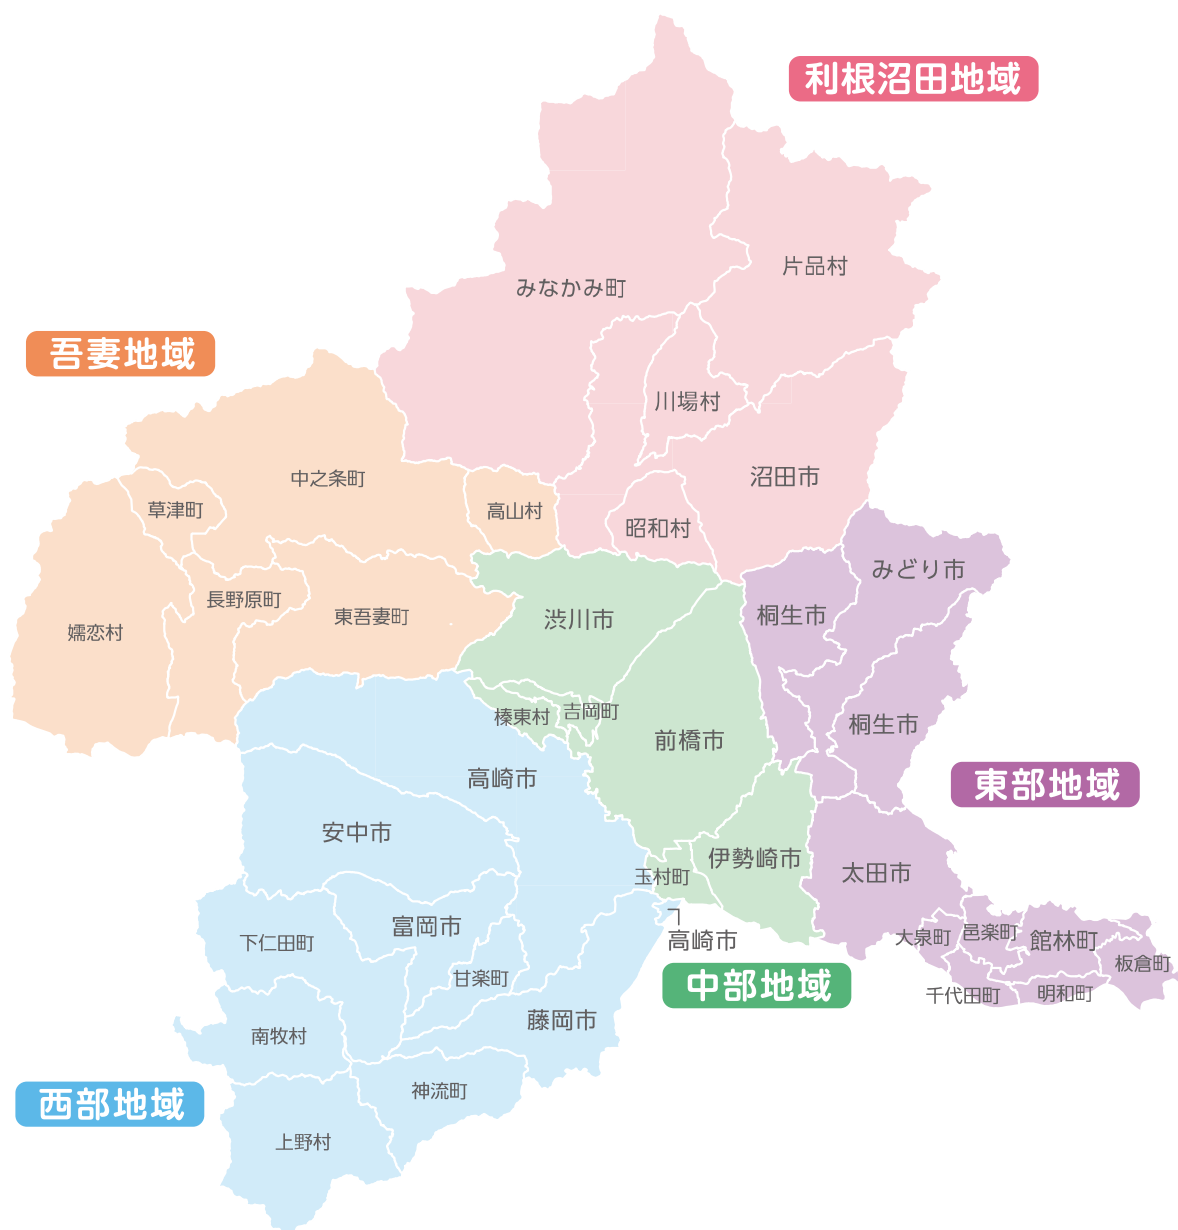 利根沼田地域
みなかみ町
片品村
川場村
沼田市
昭和村
吾妻地域
中之条町
草津町
高山村
長野原町
東吾妻町
嬬恋村
渋川市
榛東村
吉岡町
前橋市
伊勢崎市
玉村町
中部地域
みどり市
桐生市
桐生市
東部地域
太田市
大泉町
邑楽町
館林町
板倉町
千代田町
明和町
高崎市
安中市
富岡市
高崎市
下仁田町
甘楽町
藤岡市
南牧村
神流町
上野村
西部地域